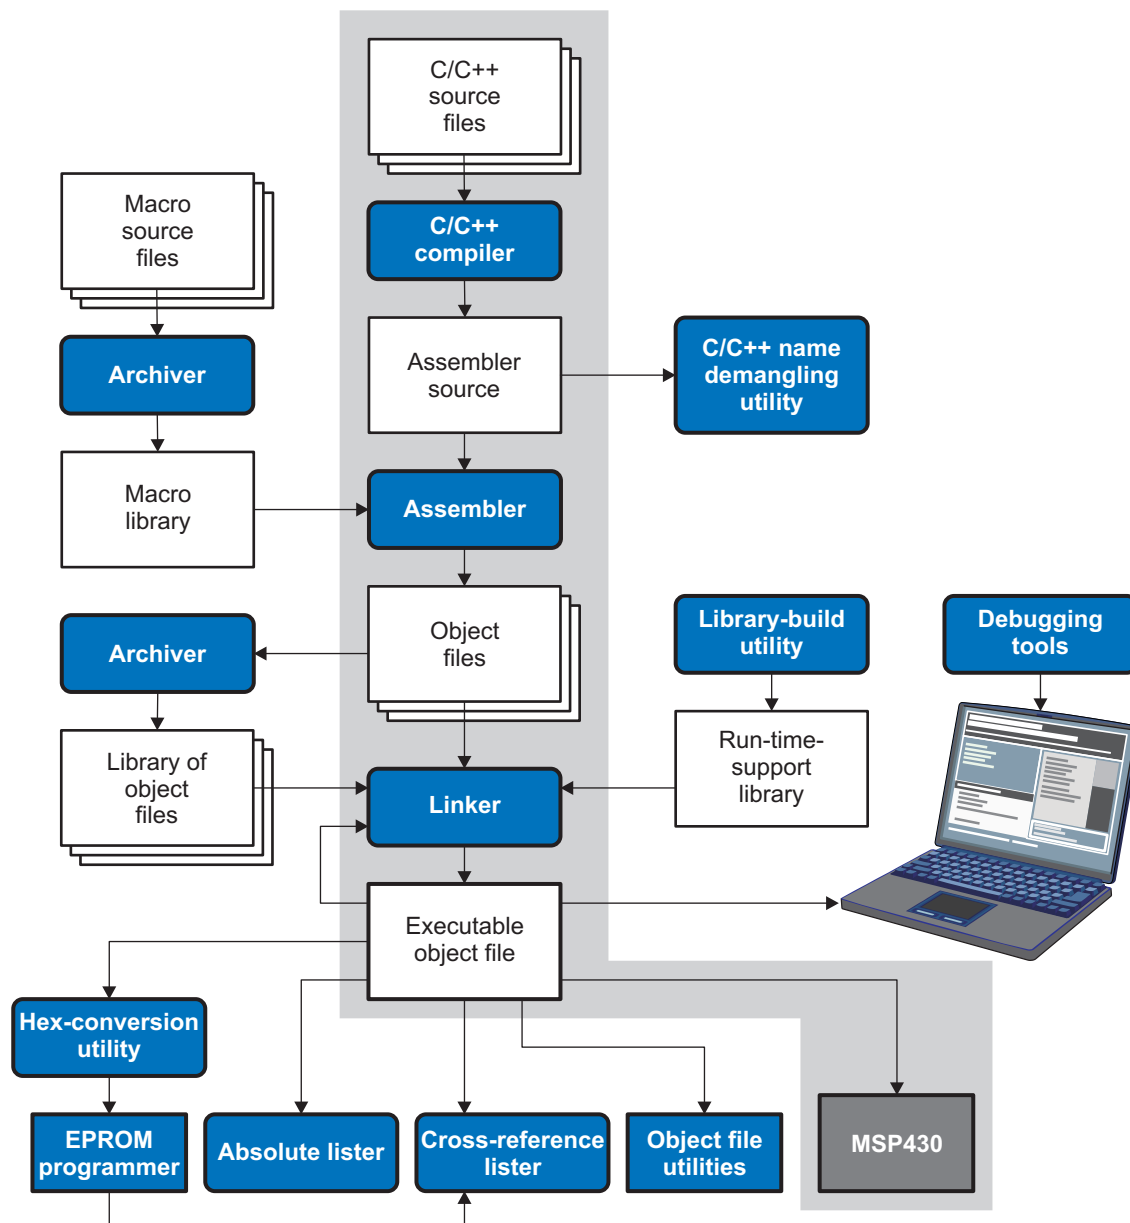 C/C++
source
files
Macro
source
files
C/C++
compiler
Archiver
Assembler
source
C/C++ name
demangling
utility
Macro
library
Assembler
Archiver
Object
files
Library-build
utility
Debugging
tools
Library of
object
files
Linker
Run-time-
support
library
Executable
object file
Hex-conversion
utility
EPROM
programmer
Absolute lister
Cross-reference
lister
Object file
utilities
MSP430